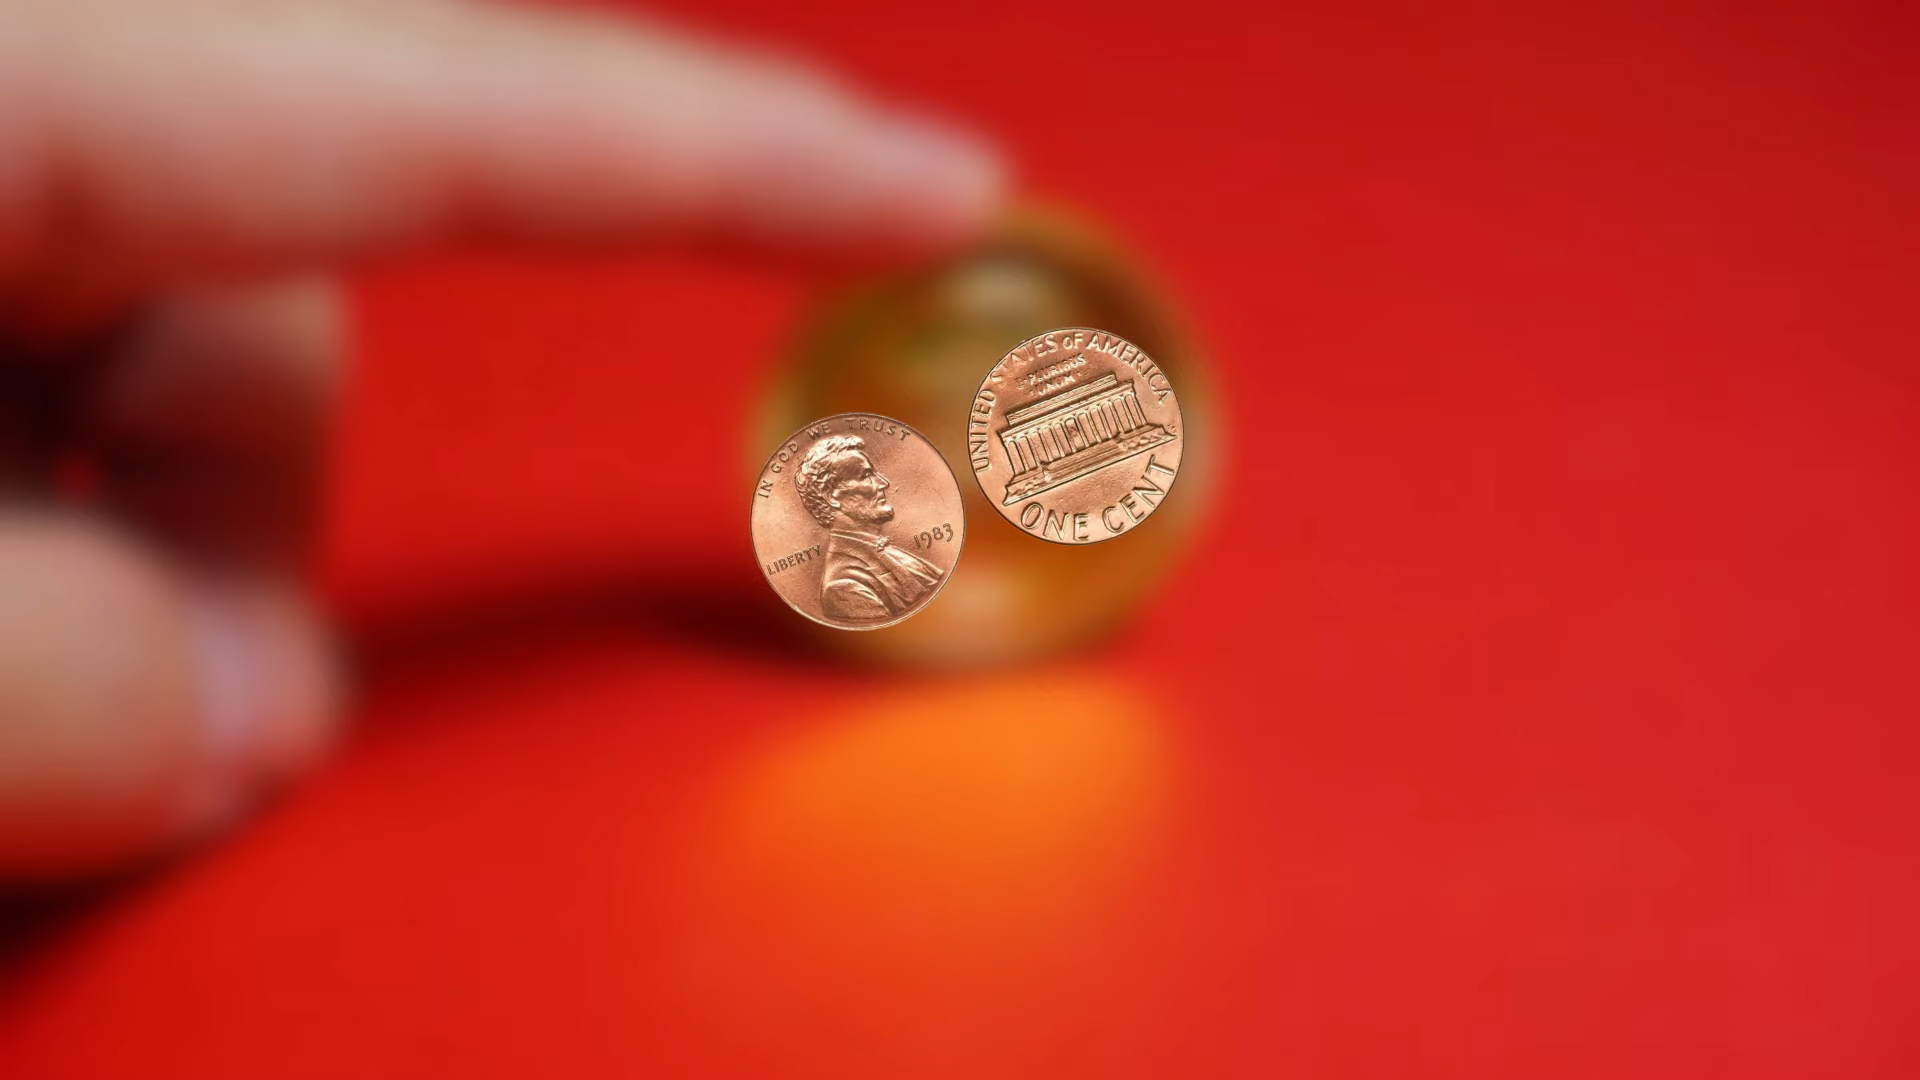 IN GOD WE TRUST
LIBERTY
1983
UNITED STATES OF AMERICA
E PLURIBUS
UNUM
ONE CENT